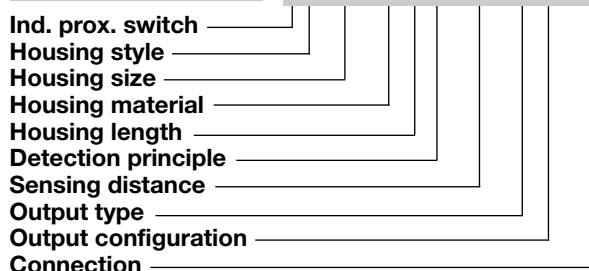 Ind. prox. switch
Housing style
Housing size
Housing material
Housing length
Detection principle
Sensing distance
Output type
Output configuration
Connection